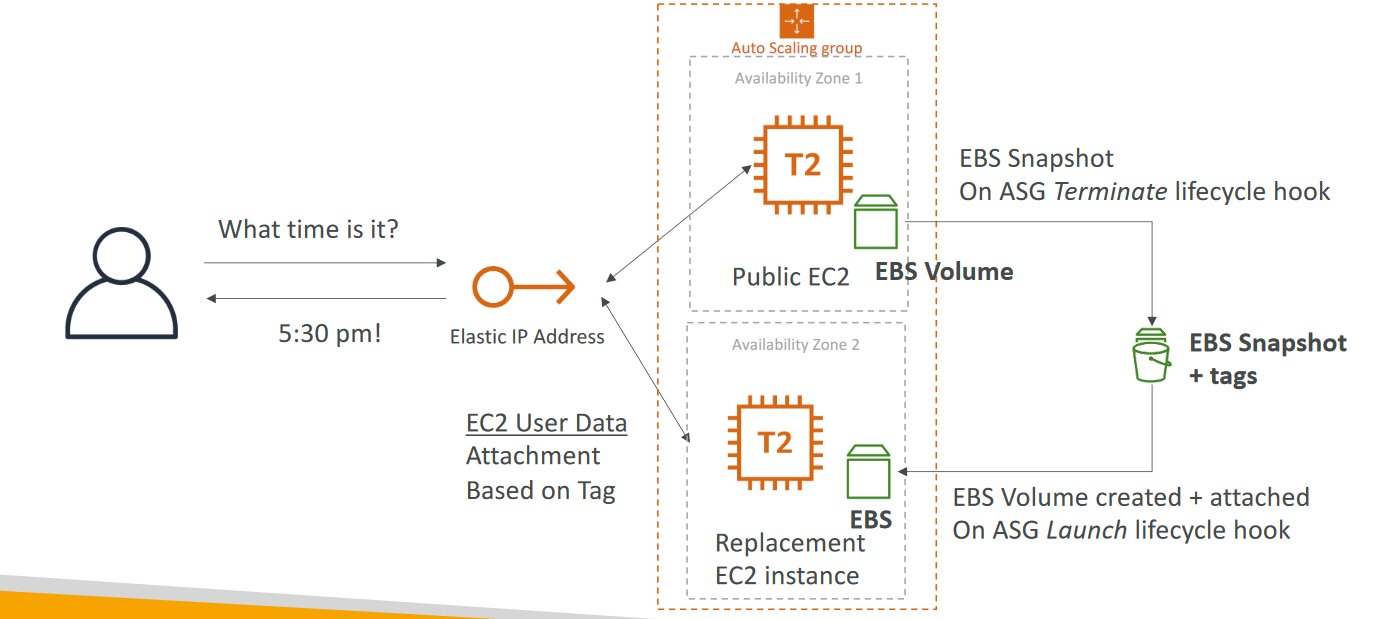 Auto Scaling group
Availability Zone 1
T2
Public EC2
EBS Volume
EBS Snapshot
On ASG Terminate lifecycle hook
What time is it?
5:30 pm!
Elastic IP Address
EBS Snapshot
+ tags
Availability Zone 2
T2
EBS
Replacement
EC2 instance
EC2 User Data
Attachment
Based on Tag
EBS Volume created + attached
On ASG Launch lifecycle hook